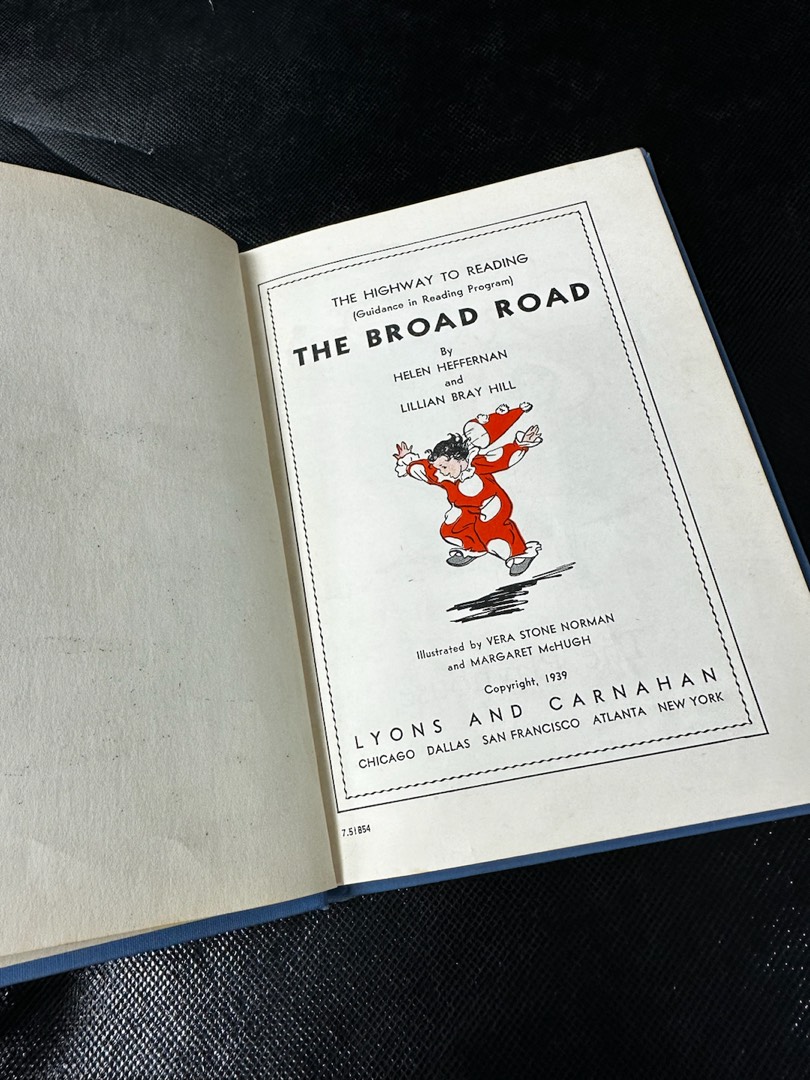 THE HIGHWAY TO READING
(Guidance in Reading Program)
THE BROAD ROAD
By
HELEN HEFFERNAN
and
LILLIAN BRAY HILL
Illustrated by VERA STONE NORMAN
and MARGARET McHUGH
Copyright, 1939
LYONS AND CARNAHAN
CHICAGO DALLAS SAN FRANCISCO ATLANTA NEW YORK
7.51854